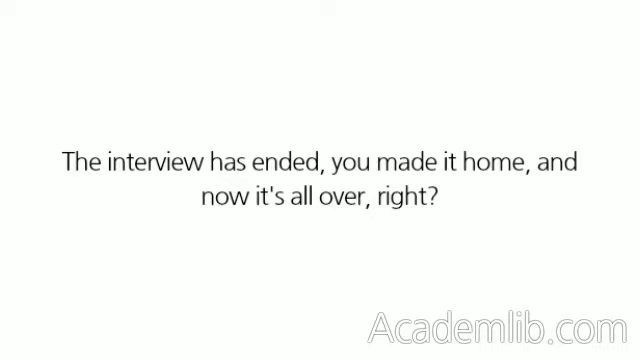 The interview has ended, you made it home, and
now it's all over, right?
Academlib.com